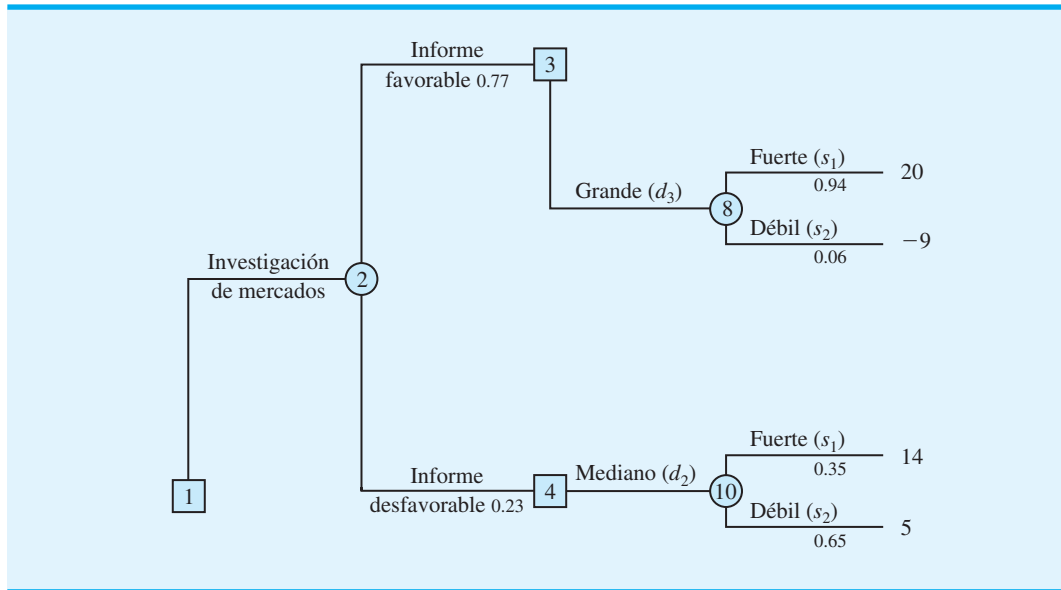 Informe
favorable 0.77
3
Fuerte (s1)
0.94
20
Grande (d3)
8
Débil (s2)
0.06
−9
Investigación
de mercados
2
Informe
desfavorable 0.23
4
Mediano (d2)
Fuerte (s1)
0.35
14
10
Débil (s2)
0.65
5
1